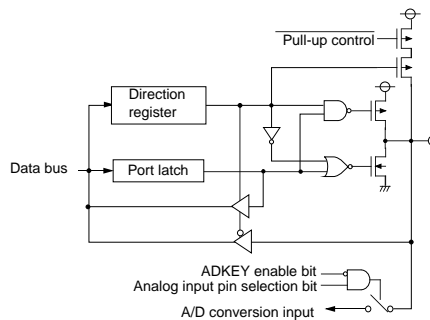 Pull-up control
Direction
register
Data bus
Port latch
ADKEY enable bit
Analog input pin selection bit
A/D conversion input